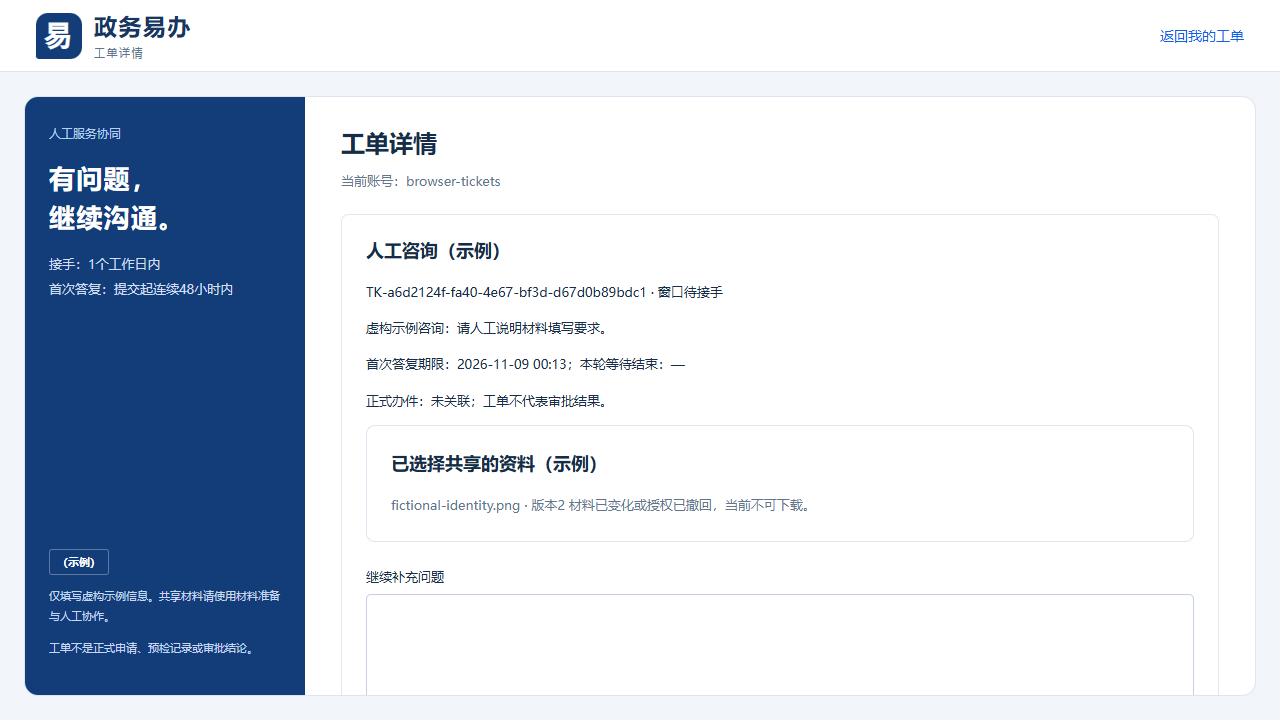 易
政务易办
工单详情
返回我的工单
人工服务协同
有问题，
继续沟通。
接手：1个工作日内
首次答复：提交起连续48小时内
（示例）
仅填写虚构示例信息。共享材料请使用材料准备
与人工协作。
工单不是正式申请、预检记录或审批结论。
工单详情
当前账号：browser-tickets
人工咨询（示例）
TK-a6d2124f-fa40-4e67-bf3d-d67d0b89bdc1 · 窗口待接手
虚构示例咨询：请人工说明材料填写要求。
首次答复期限：2026-11-09 00:13；本轮等待结束：—
正式办件：未关联；工单不代表审批结果。
已选择共享的资料（示例）
fictional-identity.png · 版本2 材料已变化或授权已撤回，当前不可下载。
继续补充问题